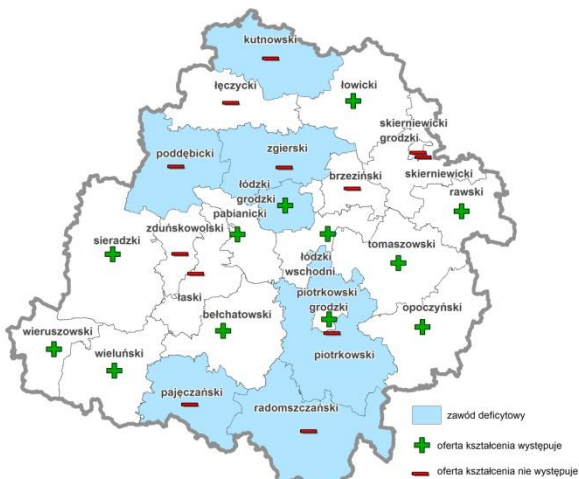 kutnowski
łęczycki
łowicki
skierniewicki
grodzki
poddębicki
zgierski
brzeziński
skierniewicki
rawski
łódzki
grodzki
pabianicki
zduńskowolski
sieradzki
tomaszowski
łódzki
wschodni
łaski
piotrkowski
grodzki
bełchatowski
opoczyński
wieruszowski
wieluński
piotrkowski
pajęczański
radomszczański
zawód deficytowy
oferta kształcenia występuje
oferta kształcenia nie występuje